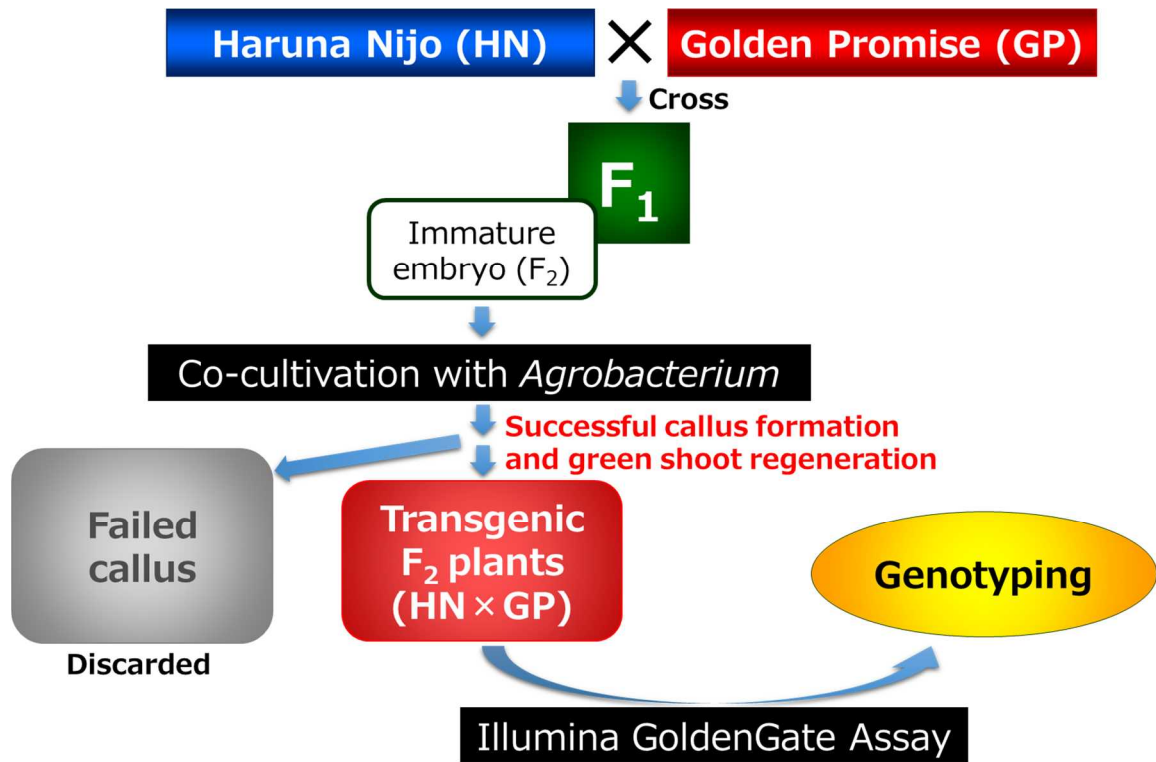 Haruna Nijo (HN) × Golden Promise (GP)
Cross
F₁
Immature
embryo (F₂)
Co-cultivation with Agrobacterium
Successful callus formation
and green shoot regeneration
Failed
callus
Discarded
Transgenic
F₂ plants
(HN × GP)
Genotyping
Illumina GoldenGate Assay